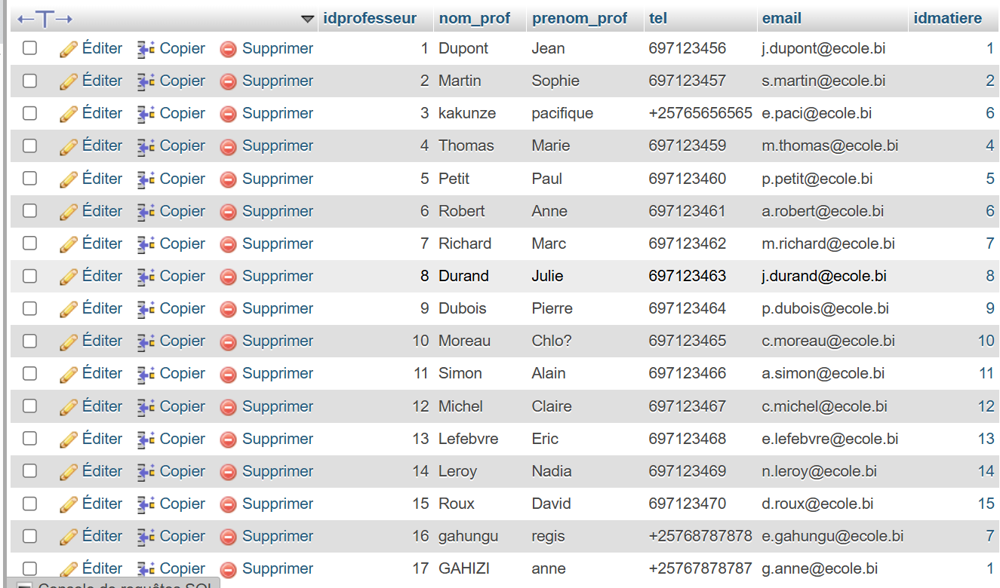 idprofesseur nom_prof prenom_prof tel email idmatiere
Éditer Copier Supprimer 1 Dupont Jean 697123456 j.dupont@ecole.bi 1
Éditer Copier Supprimer 2 Martin Sophie 697123457 s.martin@ecole.bi 2
Éditer Copier Supprimer 3 kakunze pacifique +25765656565 e.paci@ecole.bi 6
Éditer Copier Supprimer 4 Thomas Marie 697123459 m.thomas@ecole.bi 4
Éditer Copier Supprimer 5 Petit Paul 697123460 p.petit@ecole.bi 5
Éditer Copier Supprimer 6 Robert Anne 697123461 a.robert@ecole.bi 6
Éditer Copier Supprimer 7 Richard Marc 697123462 m.richard@ecole.bi 7
Éditer Copier Supprimer 8 Durand Julie 697123463 j.durand@ecole.bi 8
Éditer Copier Supprimer 9 Dubois Pierre 697123464 p.dubois@ecole.bi 9
Éditer Copier Supprimer 10 Moreau Chlo? 697123465 c.moreau@ecole.bi 10
Éditer Copier Supprimer 11 Simon Alain 697123466 a.simon@ecole.bi 11
Éditer Copier Supprimer 12 Michel Claire 697123467 c.michel@ecole.bi 12
Éditer Copier Supprimer 13 Lefebvre Eric 697123468 e.lefebvre@ecole.bi 13
Éditer Copier Supprimer 14 Leroy Nadia 697123469 n.leroy@ecole.bi 14
Éditer Copier Supprimer 15 Roux David 697123470 d.roux@ecole.bi 15
Éditer Copier Supprimer 16 gahungu regis +25768787878 e.gahungu@ecole.bi 7
Éditer Copier Supprimer 17 GAHIZI anne +25767878787 g.anne@ecole.bi 1
Console de requêtes SQL